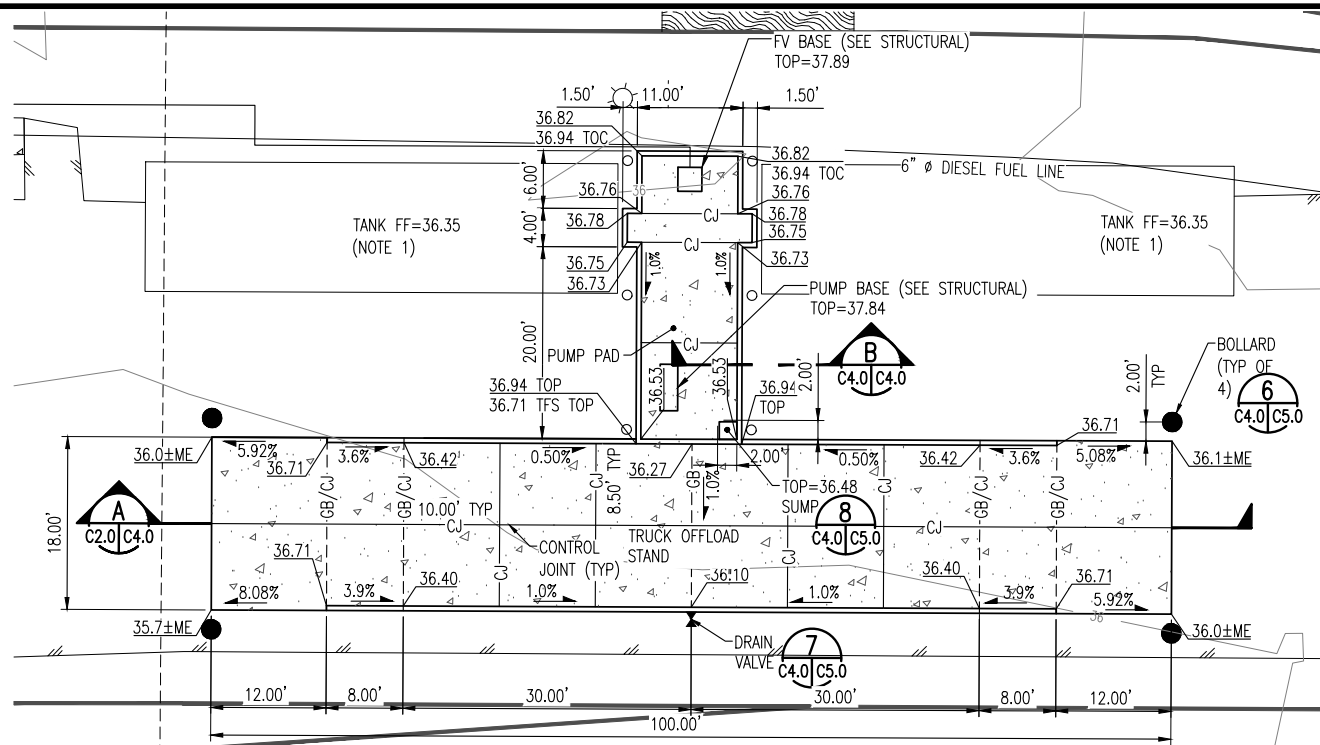 FV BASE (SEE STRUCTURAL)
TOP=37.89
1.50'
11.00'
1.50'
36.82
36.94 TOC
36.82
36.94 TOC
6" Ø DIESEL FUEL LINE
6.00'
36.76
36
36.76
TANK FF=36.35
(NOTE 1)
36.78
CJ
36.78
TANK FF=36.35
(NOTE 1)
4.00'
CJ
36.75
36.75
36.73
1.0%
1.0%
36.73
PUMP BASE (SEE STRUCTURAL)
TOP=37.84
20.00'
PUMP PAD
CJ
B
C4.0
C4.0
2.00'
BOLLARD
(TYP OF
4)
2.00'
TYP
6
C4.0
C5.0
36.53
36.53
36.94 TOP
36.71 TFS TOP
36.94
TOP
36.71
36.0±ME
5.92%
36.71
3.6%
36.42
0.50%
8.50' TYP
36.27
2.00'
0.50%
36.42
3.6%
5.08%
36.1±ME
GB/CJ
GB/CJ
CJ
GB
1.0%
TOP=36.48
SUMP
CJ
GB/CJ
GB/CJ
A
C2.0
C4.0
18.00'
10.00' TYP
CJ
CONTROL
JOINT (TYP)
TRUCK OFFLOAD
STAND
8
C4.0
C5.0
CJ
36.71
CJ
CJ
36.40
36.10
36.40
36.71
8.08%
3.9%
1.0%
1.0%
3.9%
5.92%
36
35.7±ME
36.0±ME
DRAIN
VALVE
7
C4.0
C5.0
12.00'
8.00'
30.00'
30.00'
8.00'
12.00'
100.00'